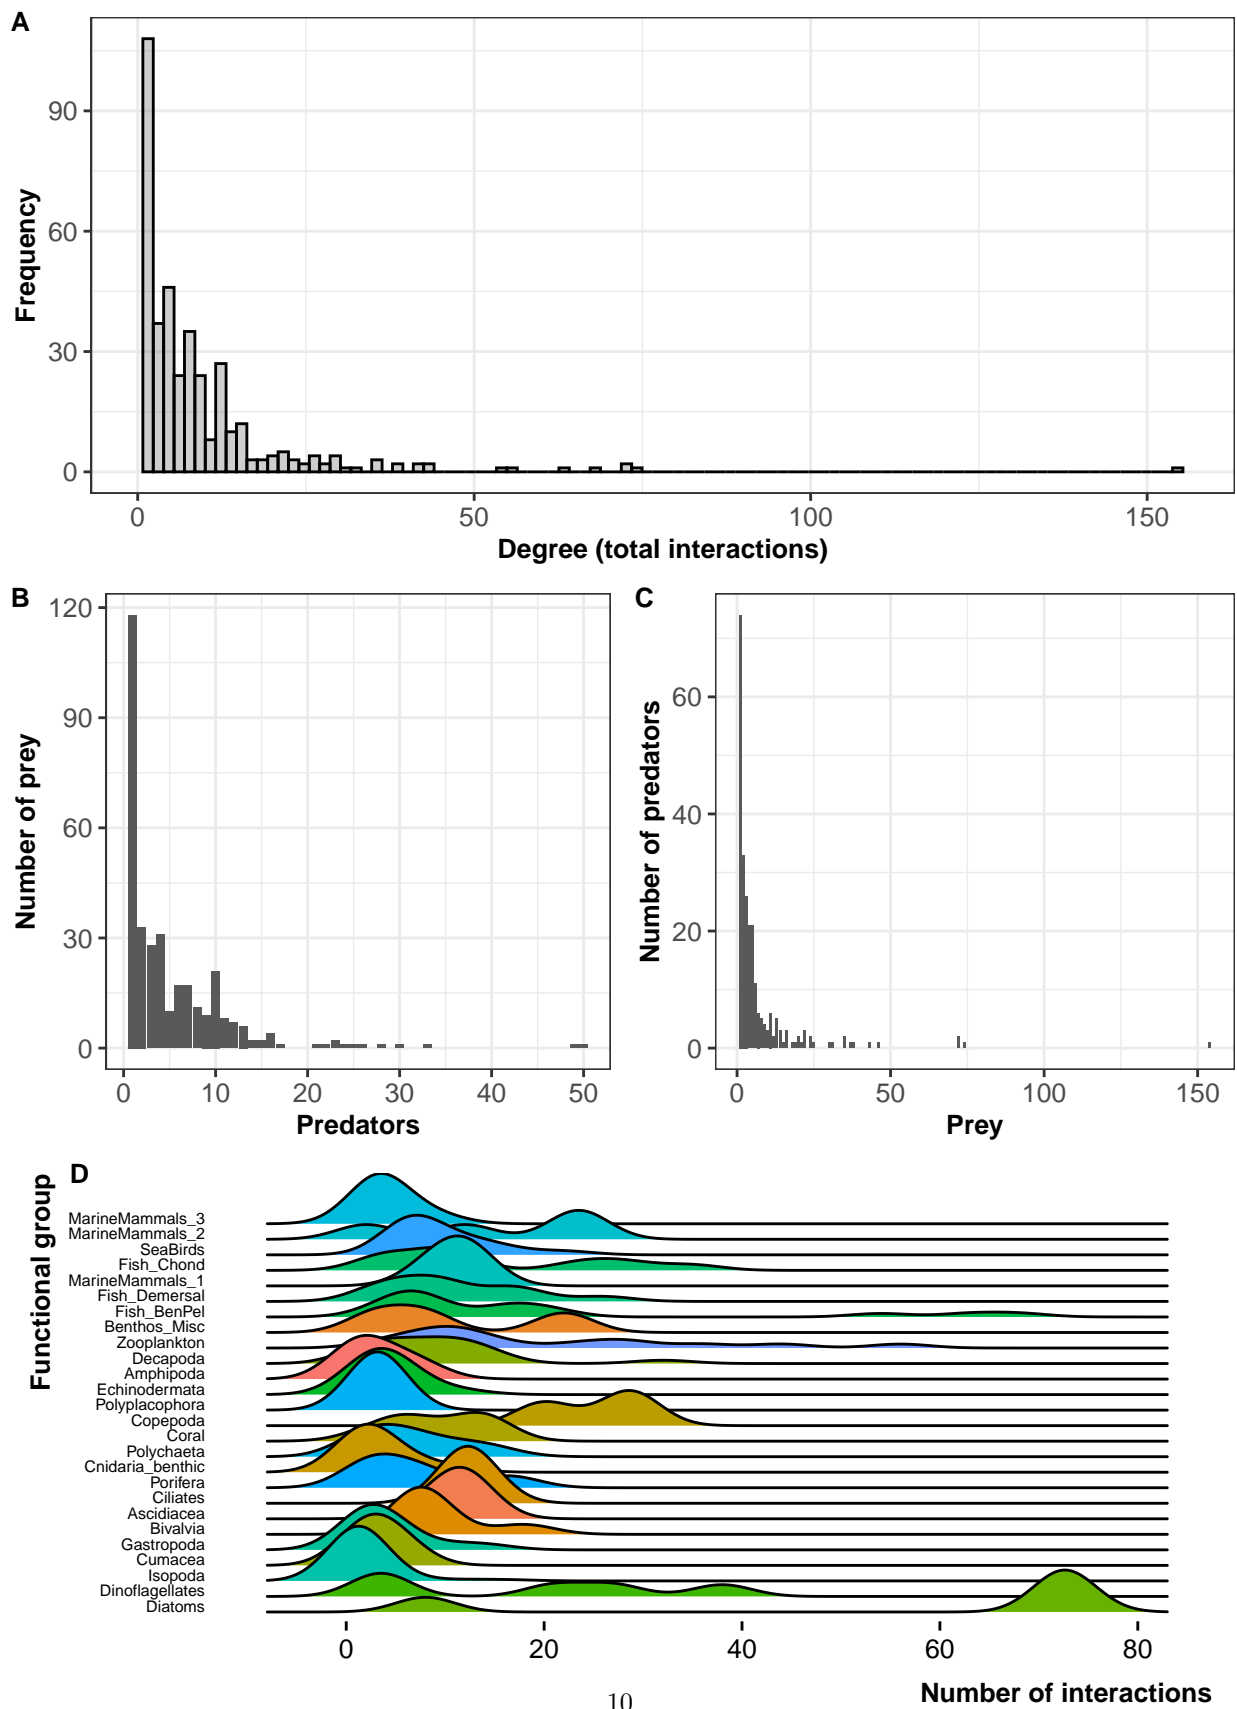 A
Frequency
90
60
30
0
0 50 100 150
Degree (total interactions)
B
Number of prey
120
90
60
30
0
0 10 20 30 40 50
Predators
C
Number of predators
60
40
20
0
0 50 100 150
Prey
D
Functional group
MarineMammals_3
MarineMammals_2
SeaBirds
Fish_Chond
MarineMammals_1
Fish_Demersal
Fish_BenPel
Benthos_Misc
Zooplankton
Decapoda
Amphipoda
Echinodermata
Polyplacophora
Copepoda
Coral
Polychaeta
Cnidaria_benthic
Porifera
Ciliates
Ascidiacea
Bivalvia
Gastropoda
Cumacea
Isopoda
Dinoflagellates
Diatoms
0 20 40 60 80
Number of interactions
10